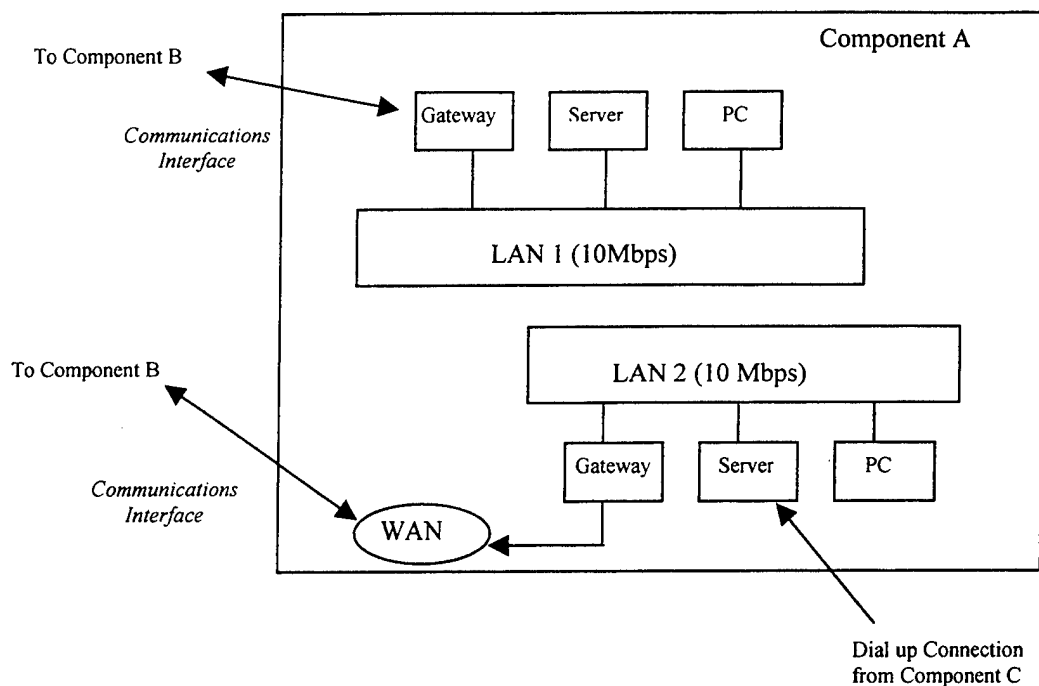 Component A
To Component B
Gateway
Server
PC
Communications
Interface
LAN 1 (10Mbps)
To Component B
LAN 2 (10 Mbps)
Gateway
Server
PC
Communications
Interface
WAN
Dial up Connection
from Component C